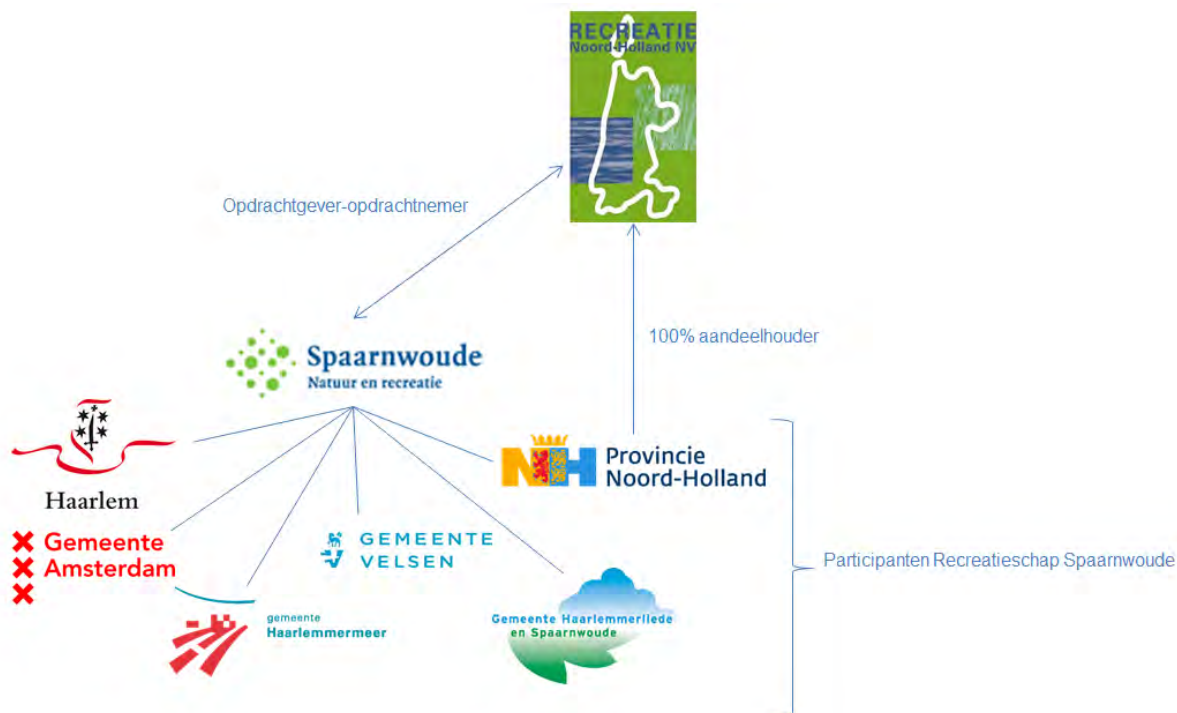 RECREATIE
Noord-Holland NV
Opdrachtgever-opdrachtnemer
100% aandeelhouder
Spaarnwoude
Natuur en recreatie
Haarlem
Provincie
Noord-Holland
Gemeente
Amsterdam
GEMEENTE
VELSEN
Participanten Recreatieschap Spaarnwoude
gemeente
Haarlemmermeer
Gemeente Haarlemmerliede
en Spaarnwoude